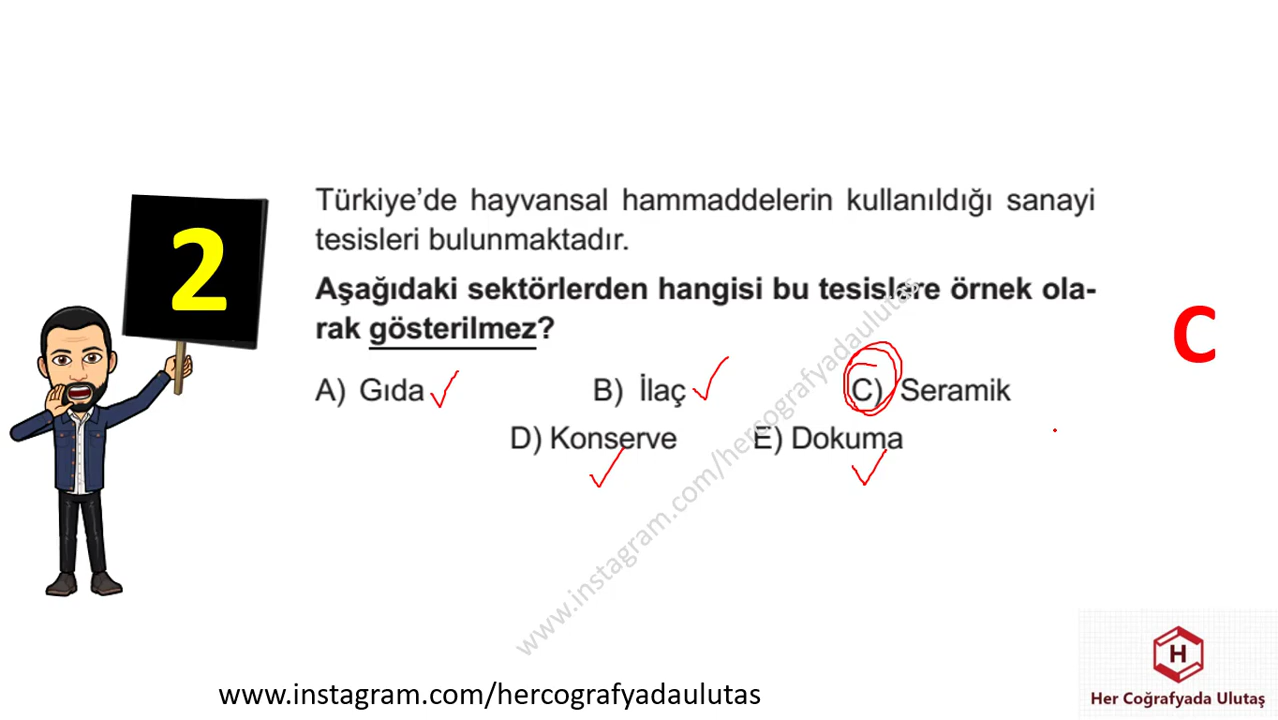 2
Türkiye'de hayvansal hammaddelerin kullanıldığı sanayi
tesisleri bulunmaktadır.
Aşağıdaki sektörlerden hangisi bu tesislere örnek ola-
rak gösterilmez?
C
A) Gıda B) İlaç C) Seramik
D) Konserve E) Dokuma
www.instagram.com/hercografyadaulutaş
H
Her Coğrafyada Ulutaş
www.instagram.com/hercografyadaulutas